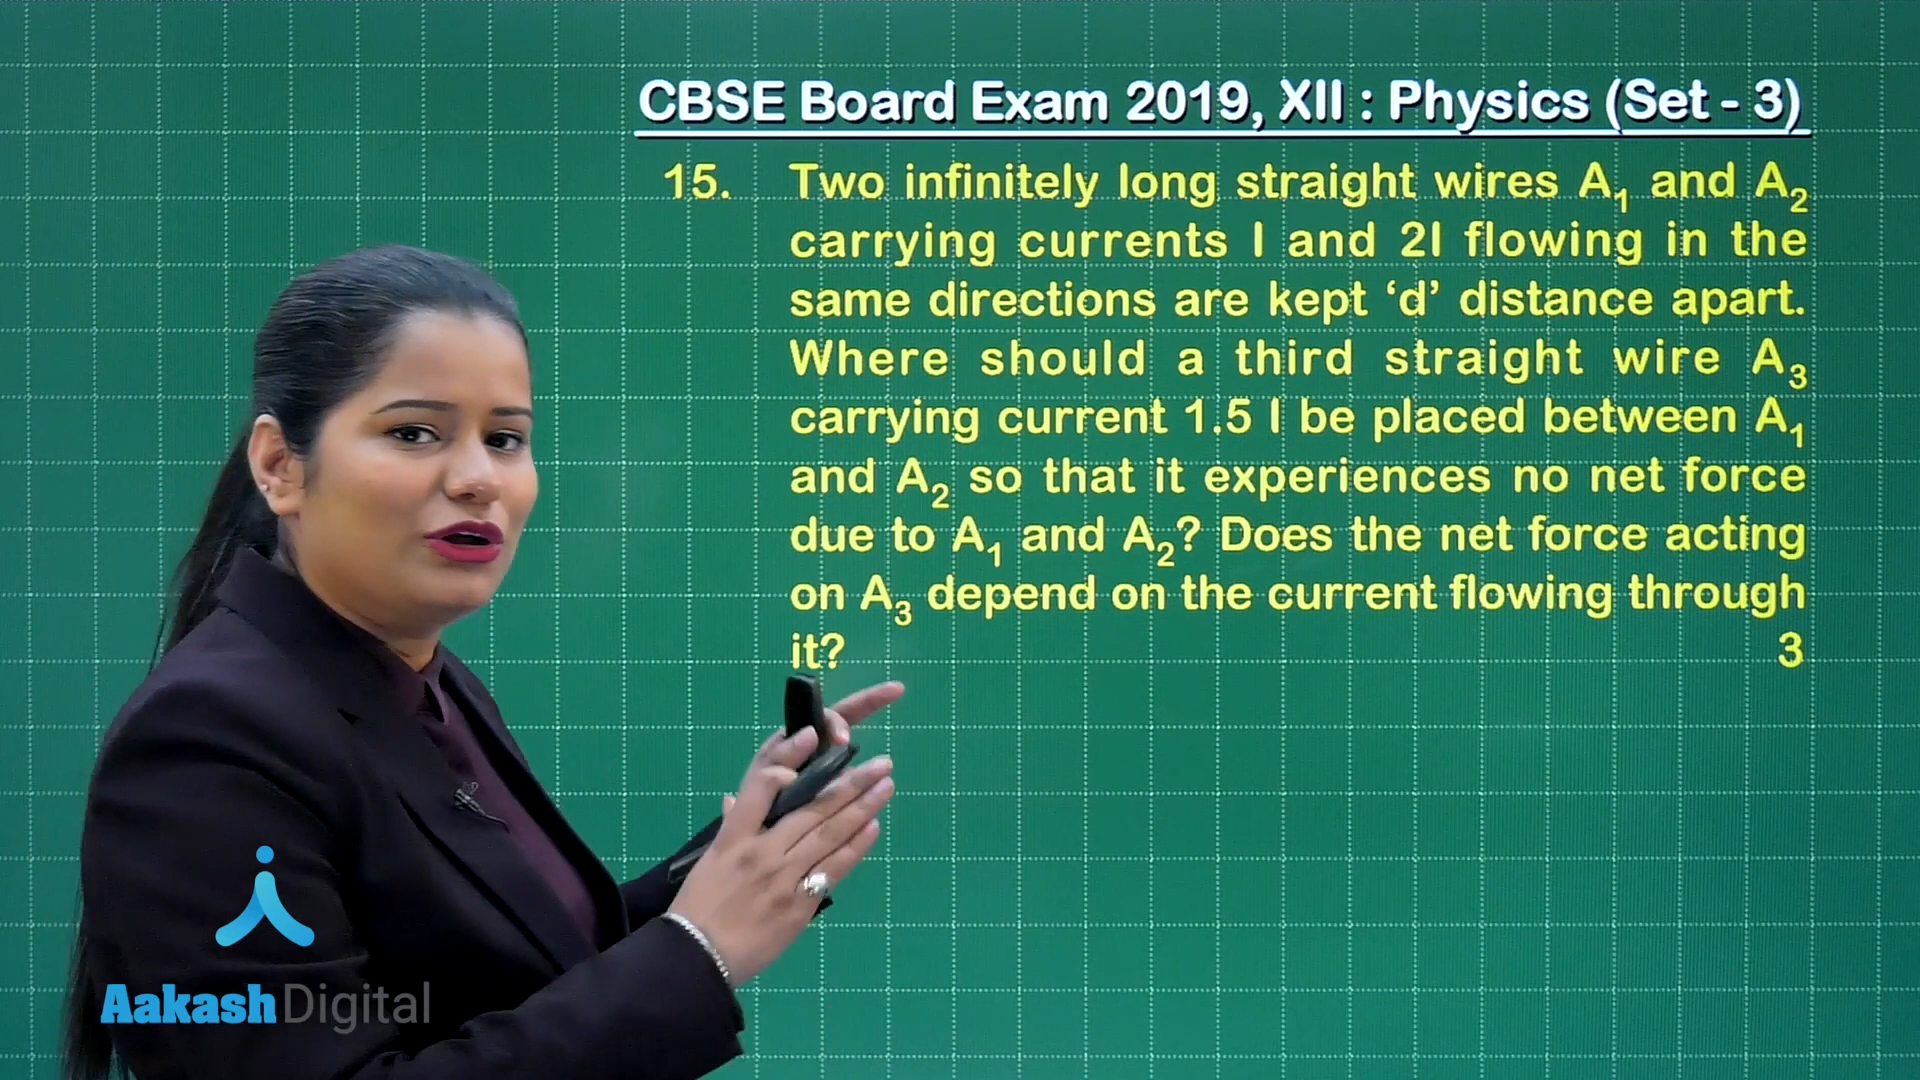 CBSE Board Exam 2019, XII : Physics (Set - 3)
15. Two infinitely long straight wires A₁ and A₂
carrying currents I and 2I flowing in the
same directions are kept ‘d’ distance apart.
Where should a third straight wire A₃
carrying current 1.5 I be placed between A₁
and A₂ so that it experiences no net force
due to A₁ and A₂? Does the net force acting
on A₃ depend on the current flowing through
it? 3
Aakash Digital